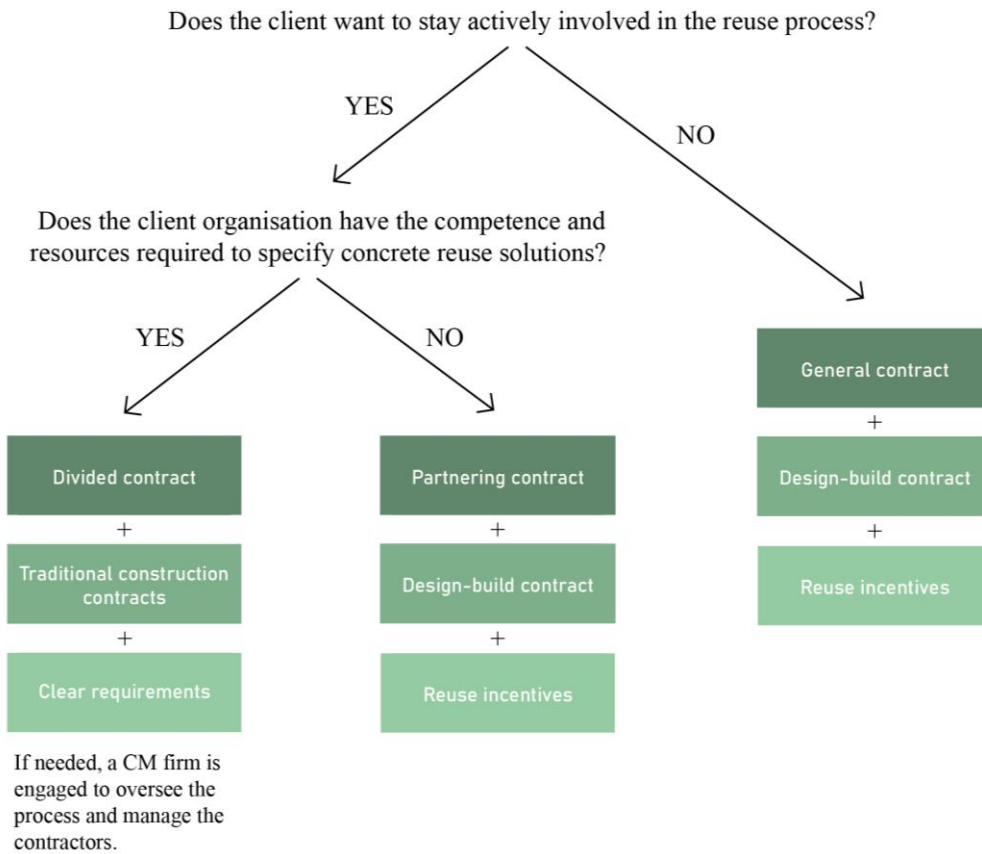 Does the client want to stay actively involved in the reuse process?
YES
NO
Does the client organisation have the competence and
resources required to specify concrete reuse solutions?
YES
NO
General contract
+
Design-build contract
+
Reuse incentives
Divided contract
+
Traditional construction
contracts
+
Clear requirements
If needed, a CM firm is
engaged to oversee the
process and manage the
contractors.
Partnering contract
+
Design-build contract
+
Reuse incentives